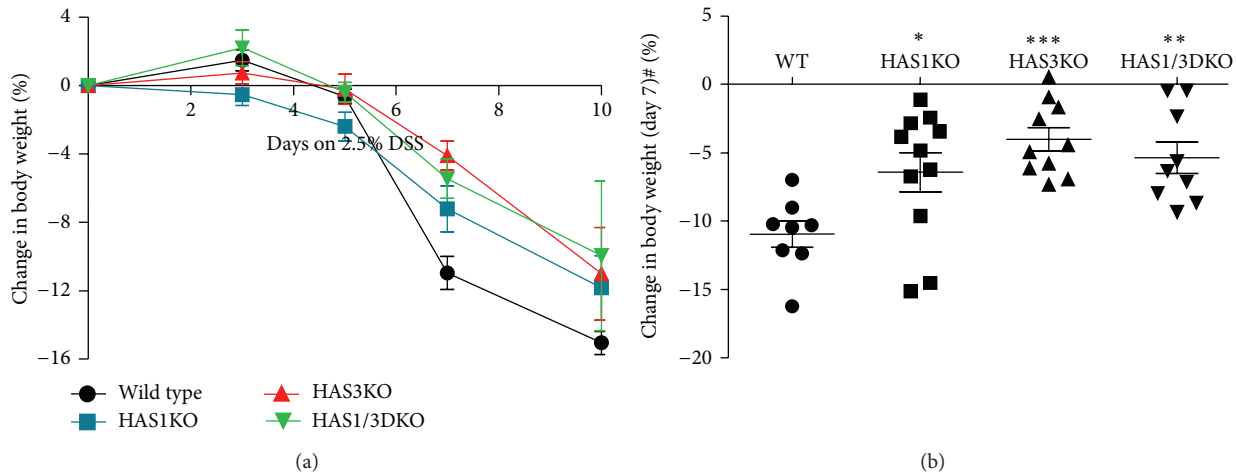 4
0
−4
−8
−12
−16
2
4
6
8
10
Change in body weight (%)
Days on 2.5% DSS
Wild type
HAS1KO
HAS3KO
HAS1/3DKO
(a)
5
0
−5
−10
−15
−20
Change in body weight (day 7)# (%)
WT
*
HAS1KO
***
HAS3KO
**
HAS1/3DKO
(b)